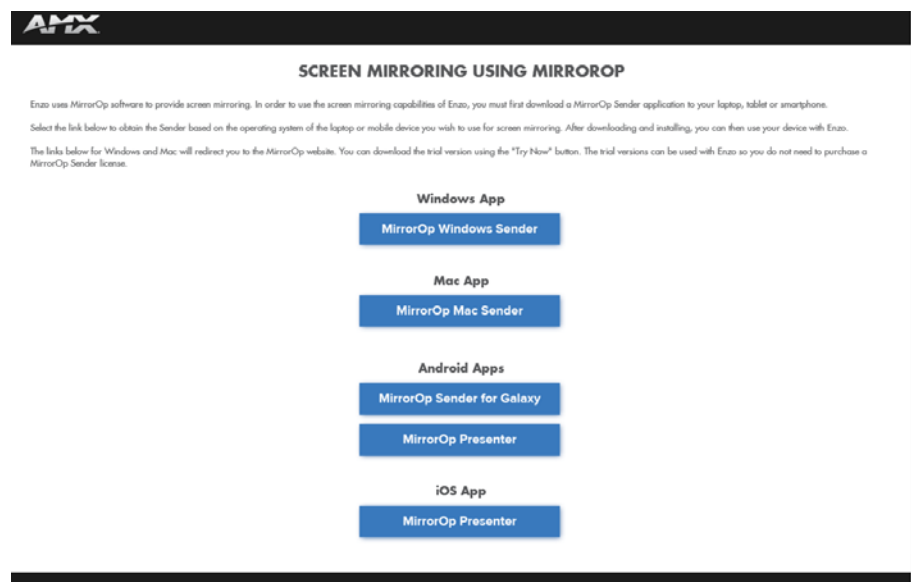 AMX
SCREEN MIRRORING USING MIRROROP
Enzo uses MirrorOp software to provide screen mirroring. In order to use the screen mirroring capabilities of Enzo, you must first download a MirrorOp Sender application to your laptop, tablet or smartphone.
Select the link below to obtain the Sender based on the operating system of the laptop or mobile device you wish to use for screen mirroring. After downloading and installing, you can then use your device with Enzo.
The links below for Windows and Mac will redirect you to the MirrorOp website. You can download the trial version using the "Try Now" button. The trial versions can be used with Enzo so you do not need to purchase a
MirrorOp Sender license.
Windows App
MirrorOp Windows Sender
Mac App
MirrorOp Mac Sender
Android Apps
MirrorOp Sender for Galaxy
MirrorOp Presenter
iOS App
MirrorOp Presenter